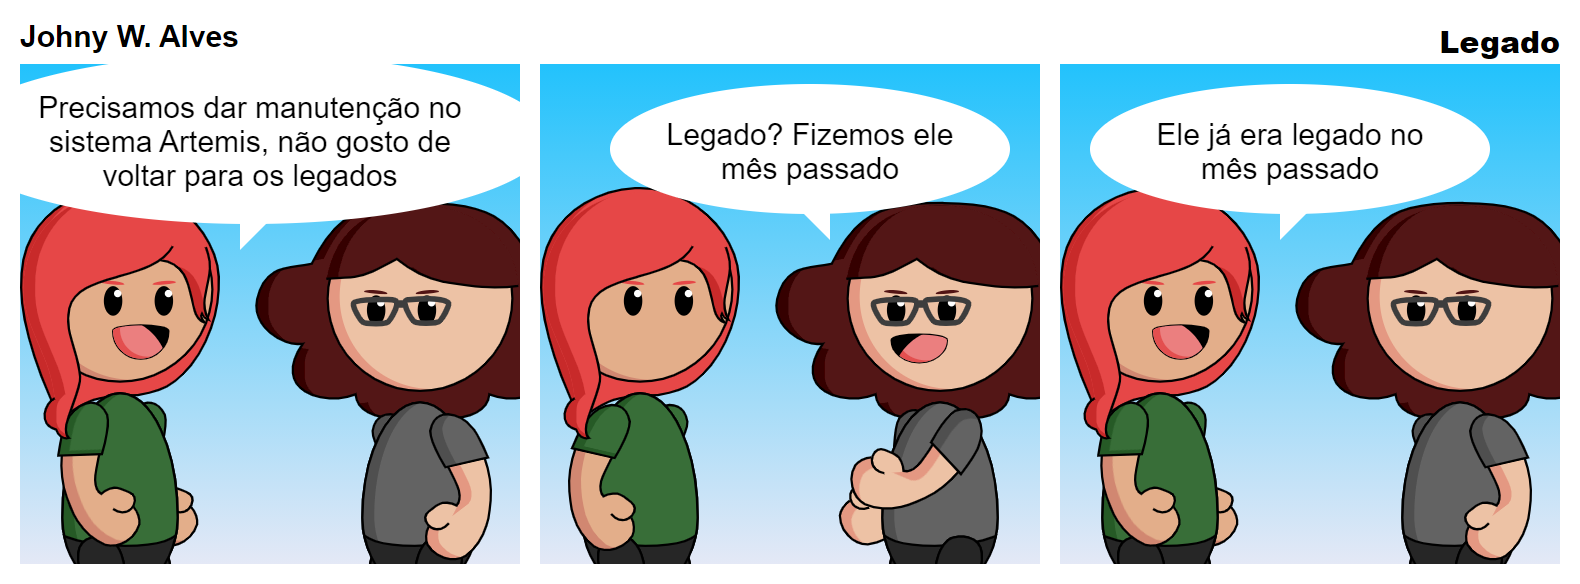 Johny W. Alves
Legado
Precisamos dar manutenção no
sistema Artemis, não gosto de
voltar para os legados
Legado? Fizemos ele
mês passado
Ele já era legado no
mês passado